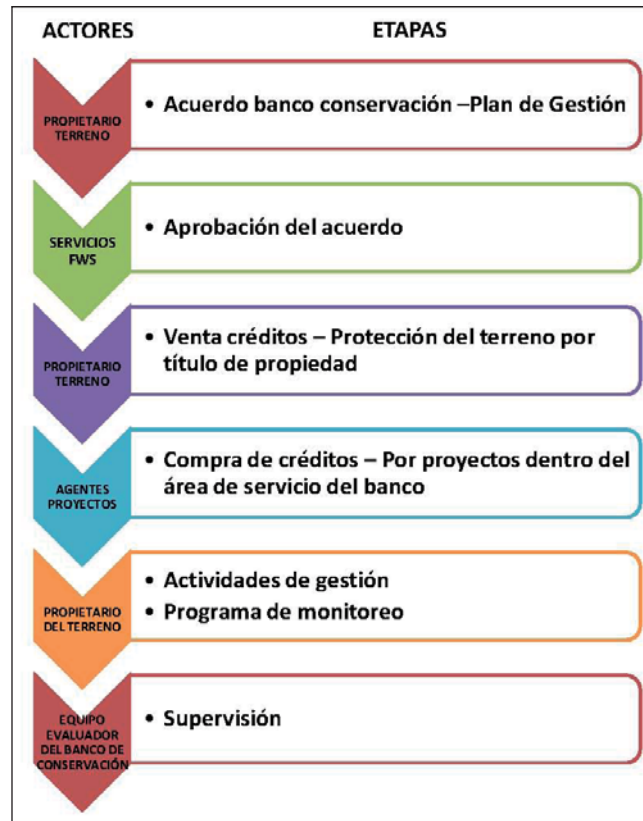 ACTORES ETAPAS
PROPIETARIO
TERRENO
• Acuerdo banco conservación –Plan de Gestión
SERVICIOS
FWS
• Aprobación del acuerdo
PROPIETARIO
TERRENO
• Venta créditos – Protección del terreno por
título de propiedad
AGENTES
PROYECTOS
• Compra de créditos – Por proyectos dentro del
área de servicio del banco
PROPIETARIO
DEL TERRENO
• Actividades de gestión
• Programa de monitoreo
EQUIPO
EVALUADOR
DEL BANCO DE
CONSERVACIÓN
• Supervisión